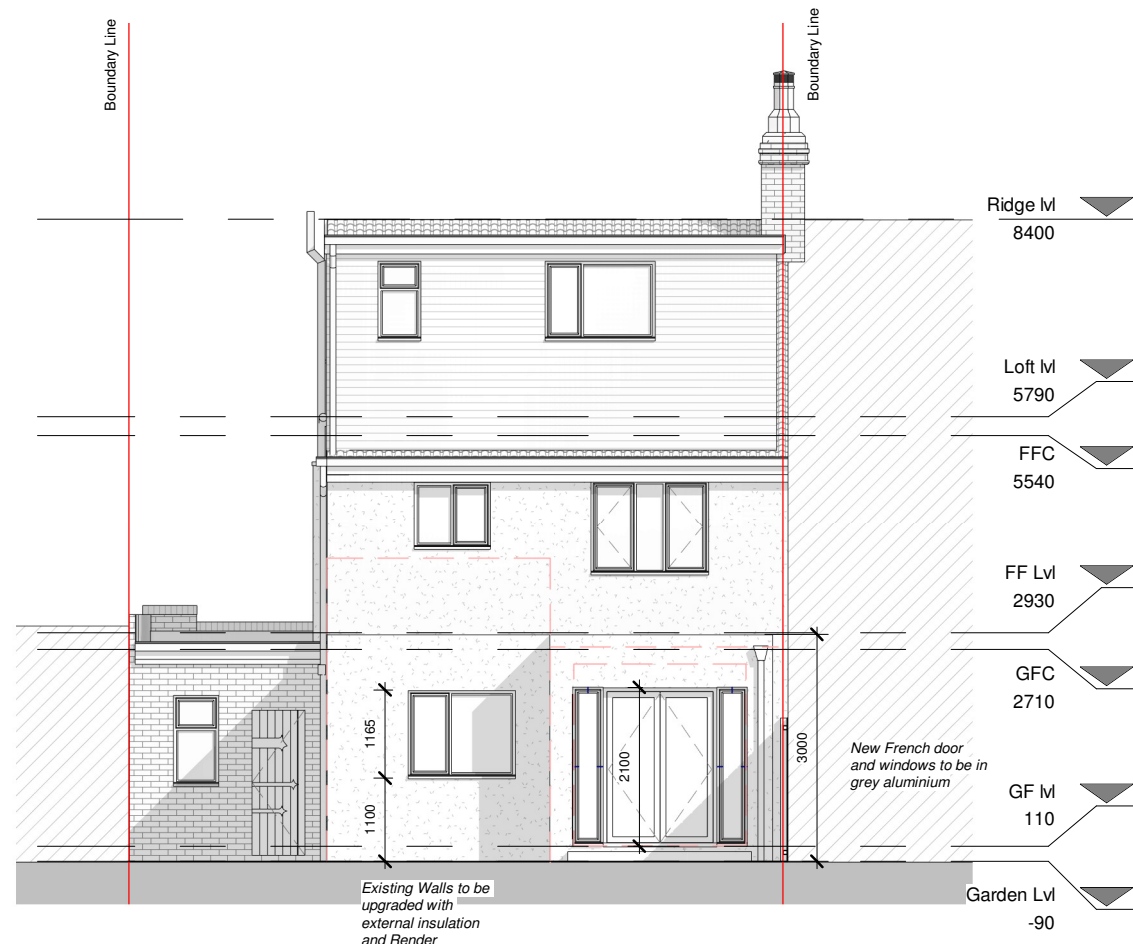 Boundary Line
Boundary Line
Ridge lvl
8400
Loft lvl
5790
FFC
5540
FF Lvl
2930
GFC
2710
1165
2100
3000
1100
New French door
and windows to be in
grey aluminium
GF lvl
110
Garden Lvl
-90
Existing Walls to be
upgraded with
external insulation
and Render